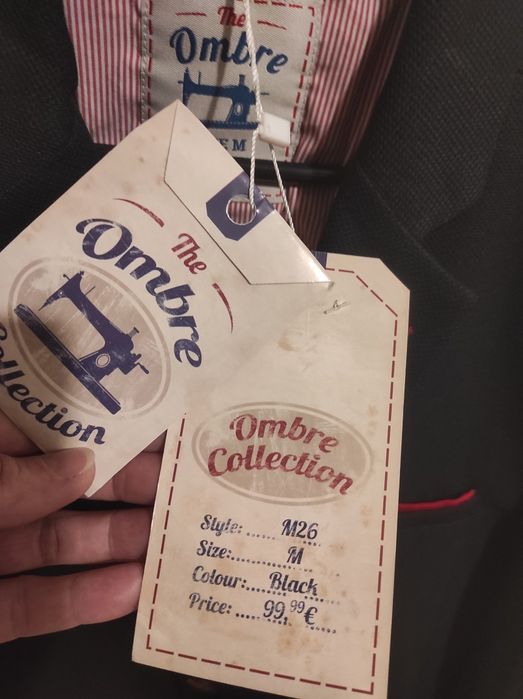 The
Ombre
The
Ombre
Collection
Ombre
Collection
Style: ...... M26
Size:............ M
Colour:...... Black
Price: ...... 99,99 €